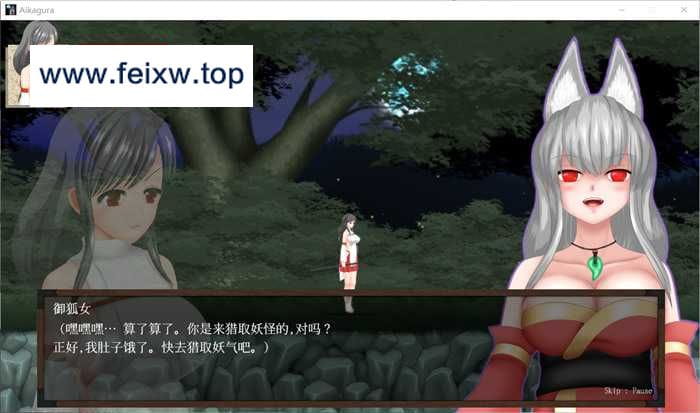 Aikagura
www.feixw.top
御狐女
（嘿嘿嘿… 算了算了。你是来猎取妖怪的,对吗？
正好,我肚子饿了。快去猎取妖气吧。）
Skip : Pause